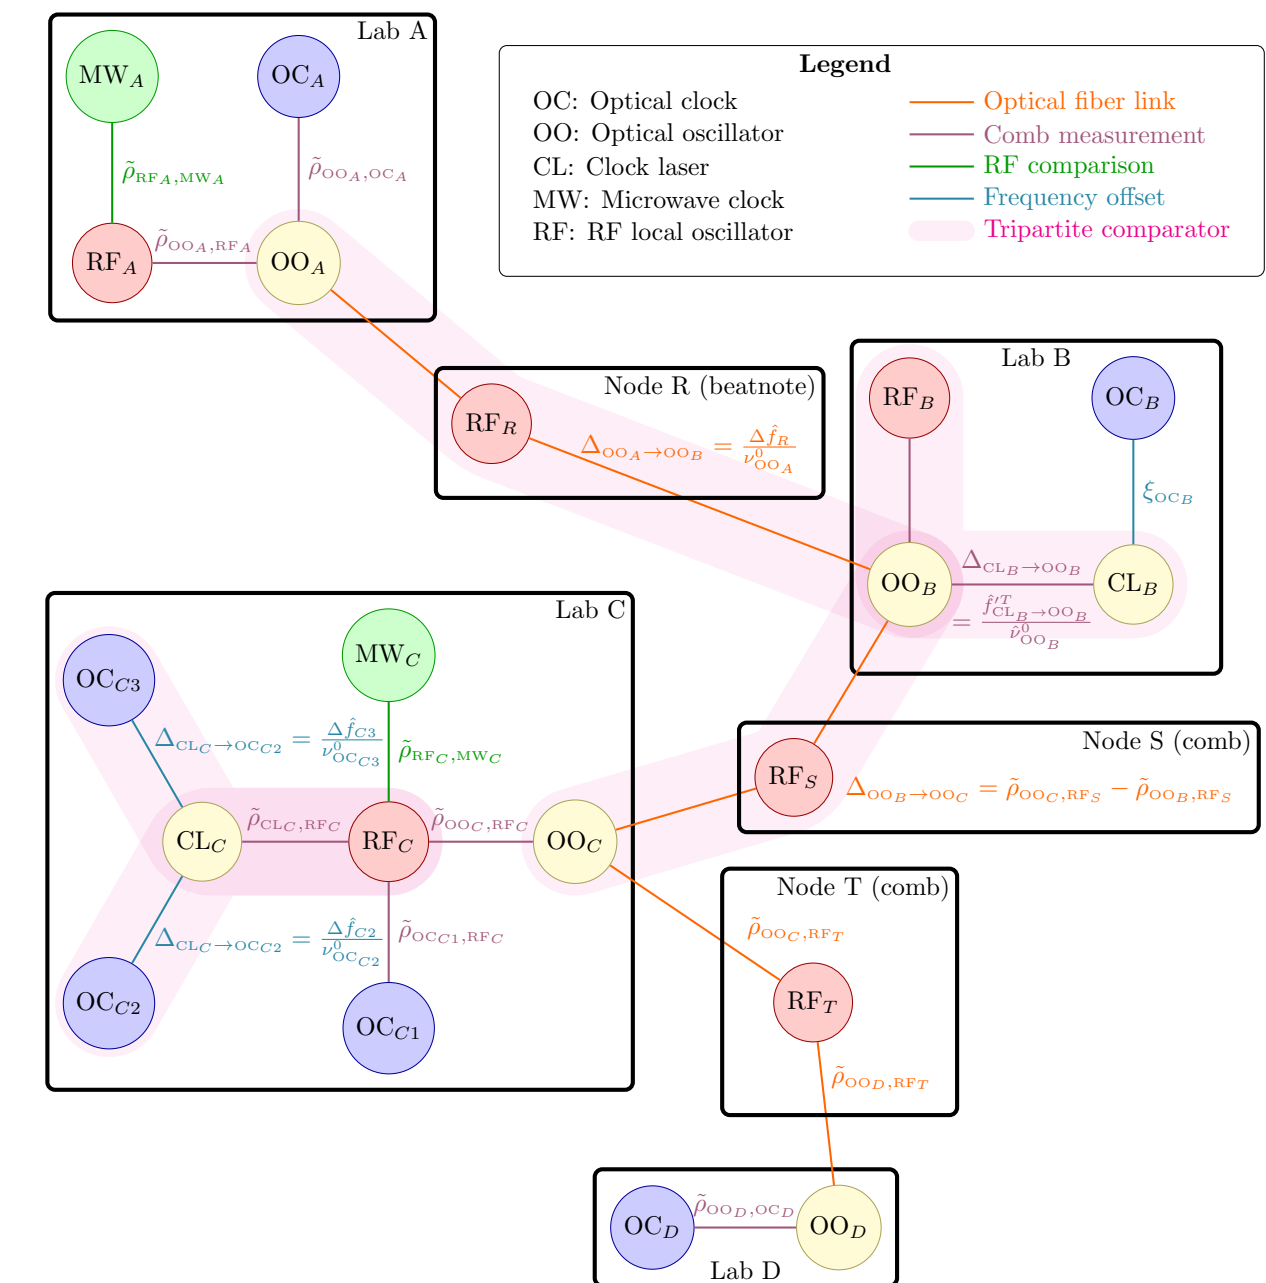 Lab A
MW_A
OC_A
ρ̃_{RF_A,MW_A}
ρ̃_{OO_A,OC_A}
ρ̃_{OO_A,RF_A}
RF_A
OO_A
Legend
OC: Optical clock
OO: Optical oscillator
CL: Clock laser
MW: Microwave clock
RF: RF local oscillator
Optical fiber link
Comb measurement
RF comparison
Frequency offset
Tripartite comparator
Node R (beatnote)
RF_R
Δ_{OO_A→OO_B} = Δf̂_R / ν^0_{OO_A}
Lab B
RF_B
OC_B
ξ_{OC_B}
OO_B
Δ_{CL_B→OO_B}
= f̂'^T_{CL_B→OO_B} / ν̂^0_{OO_B}
CL_B
Lab C
OC_{C3}
MW_C
Δ_{CL_C→OC_{C2}} = Δf̂_{C3} / ν^0_{OC_{C3}}
ρ̃_{RF_C,MW_C}
ρ̃_{CL_C,RF_C}
ρ̃_{OO_C,RF_C}
CL_C
RF_C
OO_C
Δ_{CL_C→OC_{C2}} = Δf̂_{C2} / ν^0_{OC_{C2}}
ρ̃_{OC_{C1},RF_C}
OC_{C2}
OC_{C1}
Node S (comb)
RF_S
Δ_{OO_B→OO_C} = ρ̃_{OO_C,RF_S} − ρ̃_{OO_B,RF_S}
Node T (comb)
ρ̃_{OO_C,RF_T}
RF_T
ρ̃_{OO_D,RF_T}
OC_D
ρ̃_{OO_D,OC_D}
OO_D
Lab D